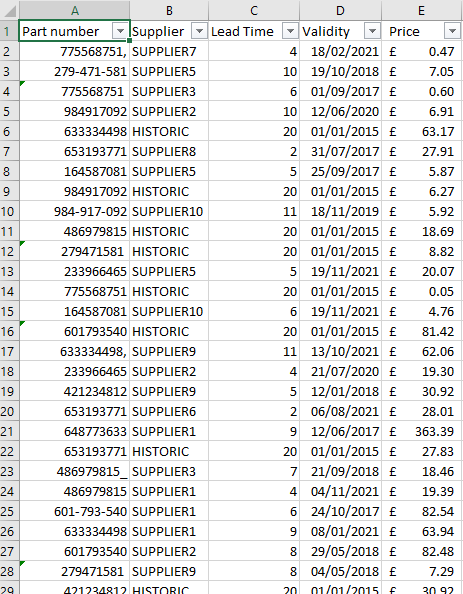 A B C D E
1 Part number Supplier Lead Time Validity Price
2 775568751, SUPPLIER7 4 18/02/2021 £ 0.47
3 279-471-581 SUPPLIER5 10 19/10/2018 £ 7.05
4 775568751 SUPPLIER3 6 01/09/2017 £ 0.60
5 984917092 SUPPLIER2 10 12/06/2020 £ 6.91
6 633334498 HISTORIC 20 01/01/2015 £ 63.17
7 653193771 SUPPLIER8 2 31/07/2017 £ 27.91
8 164587081 SUPPLIER5 5 25/09/2017 £ 5.87
9 984917092 HISTORIC 20 01/01/2015 £ 6.27
10 984-917-092 SUPPLIER10 11 18/11/2019 £ 5.92
11 486979815 HISTORIC 20 01/01/2015 £ 18.69
12 279471581 HISTORIC 20 01/01/2015 £ 8.82
13 233966465 SUPPLIER5 5 19/11/2021 £ 20.07
14 775568751 HISTORIC 20 01/01/2015 £ 0.05
15 164587081 SUPPLIER10 6 19/11/2021 £ 4.76
16 601793540 HISTORIC 20 01/01/2015 £ 81.42
17 633334498, SUPPLIER9 11 13/10/2021 £ 62.06
18 233966465 SUPPLIER2 4 21/07/2020 £ 19.30
19 421234812 SUPPLIER9 5 12/01/2018 £ 30.92
20 653193771 SUPPLIER6 2 06/08/2021 £ 28.01
21 648773633 SUPPLIER1 9 12/06/2017 £ 363.39
22 653193771 HISTORIC 20 01/01/2015 £ 27.83
23 486979815_ SUPPLIER3 7 21/09/2018 £ 18.46
24 486979815 SUPPLIER1 4 04/11/2021 £ 19.39
25 601-793-540 SUPPLIER1 6 24/10/2017 £ 82.54
26 633334498 SUPPLIER1 9 08/01/2021 £ 63.94
27 601793540 SUPPLIER2 8 29/05/2018 £ 82.48
28 279471581 SUPPLIER9 8 04/05/2018 £ 7.29
29 421234812 HISTORIC 20 01/01/2015 £ 30.92